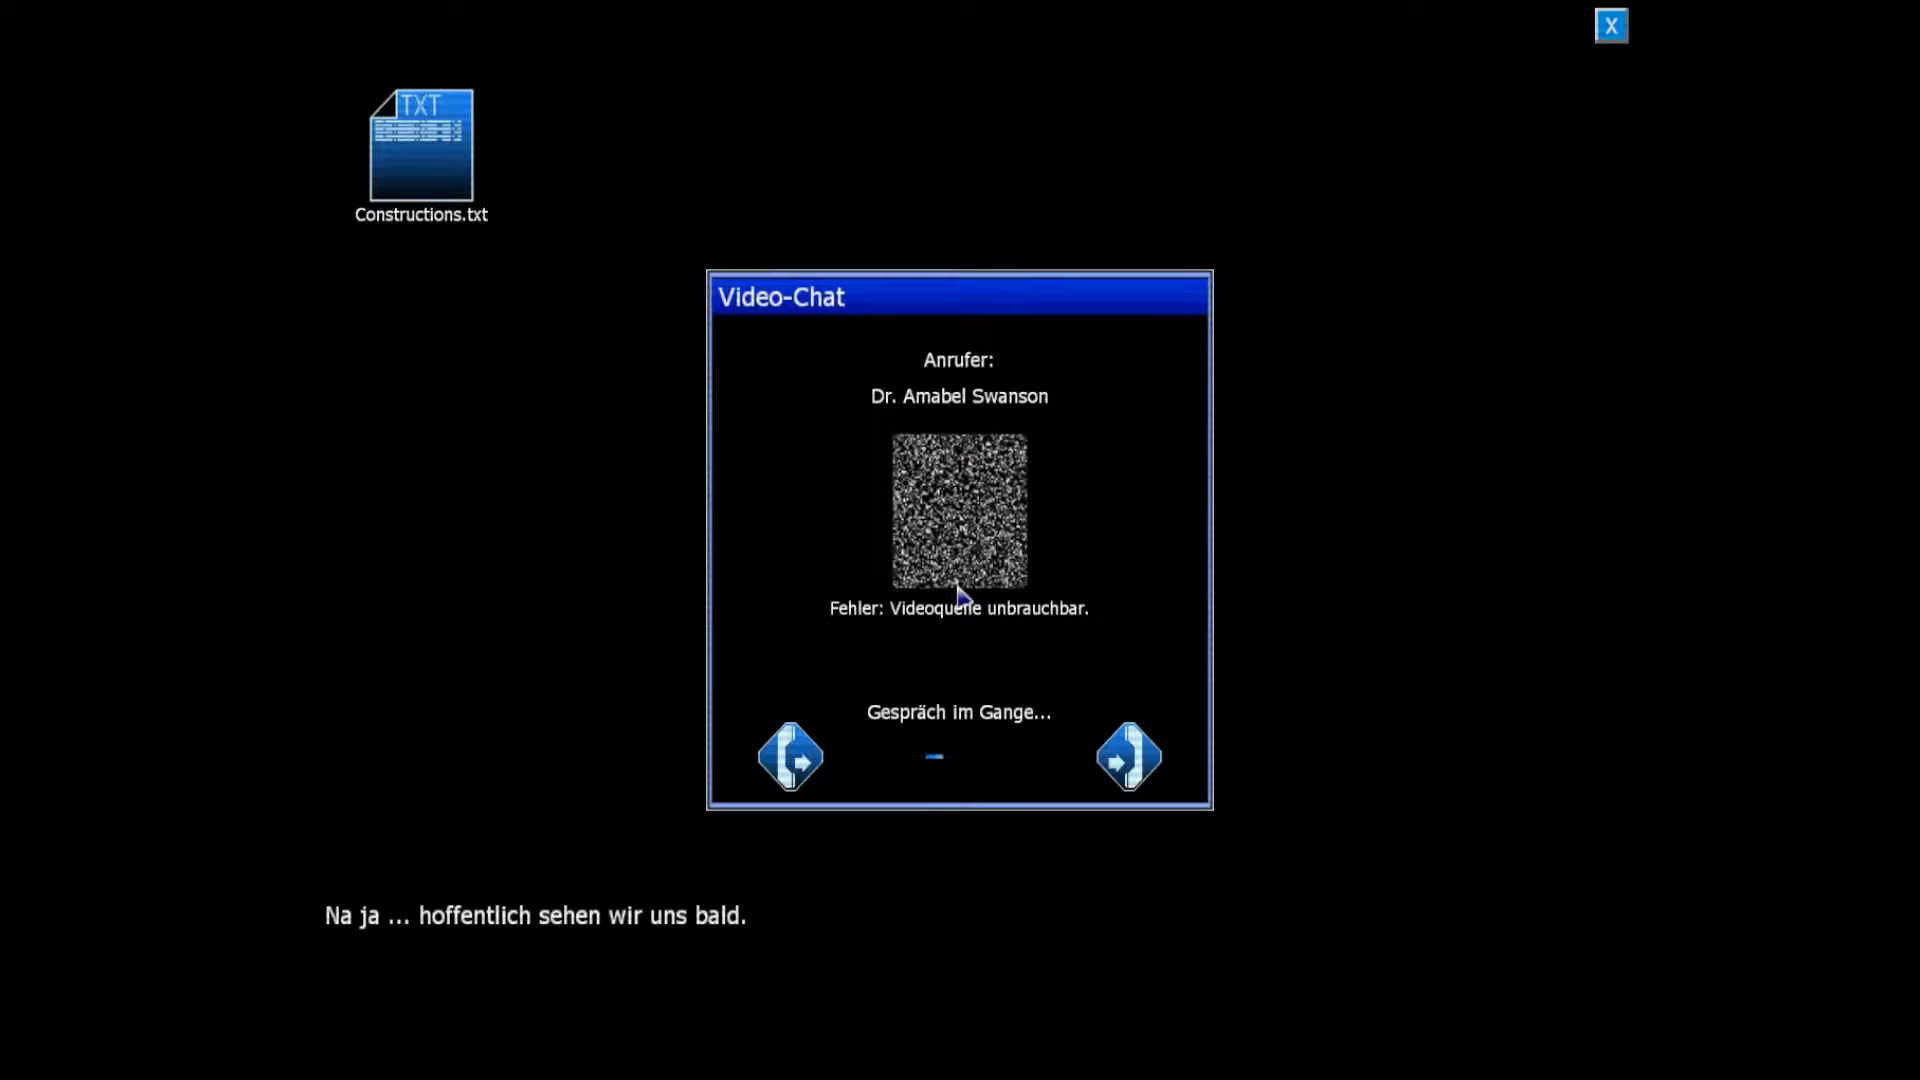 X
TXT
Constructions.txt
Video-Chat
Anrufer:
Dr. Amabel Swanson
Fehler: Videoquelle unbrauchbar.
Gespräch im Gange...
Na ja ... hoffentlich sehen wir uns bald.